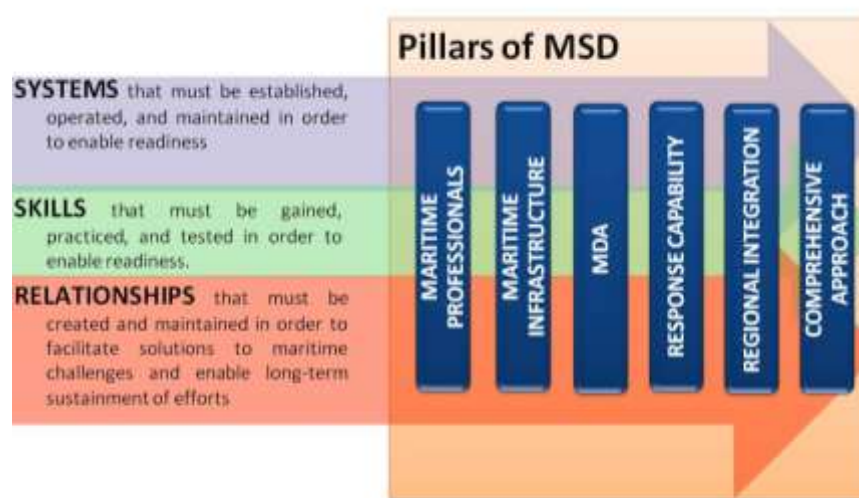 Pillars of MSD
SYSTEMS that must be established,
operated, and maintained in order
to enable readiness
SKILLS that must be gained,
practiced, and tested in order to
enable readiness.
RELATIONSHIPS that must be
created and maintained in order to
facilitate solutions to maritime
challenges and enable long-term
sustainment of efforts
MARITIME
PROFESSIONALS
MARITIME
INFRASTRUCTURE
MDA
RESPONSE CAPABILITY
REGIONAL INTEGRATION
COMPREHENSIVE
APPROACH